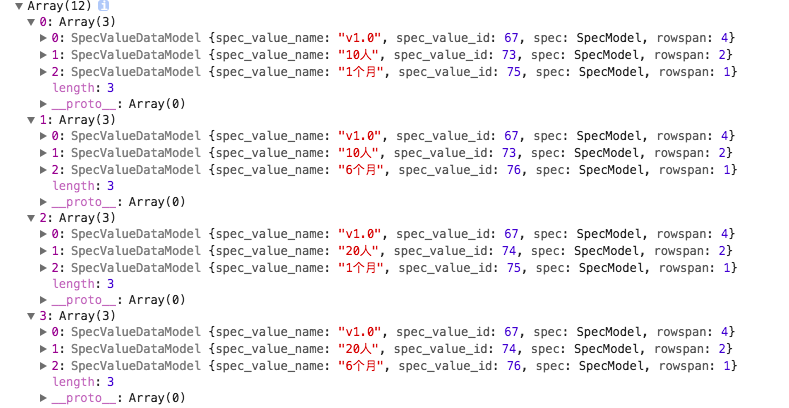 ▼ Array(12) i
▼ 0: Array(3)
▶ 0: SpecValueDataModel {spec_value_name: "v1.0", spec_value_id: 67, spec: SpecModel, rowspan: 4}
▶ 1: SpecValueDataModel {spec_value_name: "10人", spec_value_id: 73, spec: SpecModel, rowspan: 2}
▶ 2: SpecValueDataModel {spec_value_name: "1个月", spec_value_id: 75, spec: SpecModel, rowspan: 1}
length: 3
▶ __proto__: Array(0)
▼ 1: Array(3)
▶ 0: SpecValueDataModel {spec_value_name: "v1.0", spec_value_id: 67, spec: SpecModel, rowspan: 4}
▶ 1: SpecValueDataModel {spec_value_name: "10人", spec_value_id: 73, spec: SpecModel, rowspan: 2}
▶ 2: SpecValueDataModel {spec_value_name: "6个月", spec_value_id: 76, spec: SpecModel, rowspan: 1}
length: 3
▶ __proto__: Array(0)
▼ 2: Array(3)
▶ 0: SpecValueDataModel {spec_value_name: "v1.0", spec_value_id: 67, spec: SpecModel, rowspan: 4}
▶ 1: SpecValueDataModel {spec_value_name: "20人", spec_value_id: 74, spec: SpecModel, rowspan: 2}
▶ 2: SpecValueDataModel {spec_value_name: "1个月", spec_value_id: 75, spec: SpecModel, rowspan: 1}
length: 3
▶ __proto__: Array(0)
▼ 3: Array(3)
▶ 0: SpecValueDataModel {spec_value_name: "v1.0", spec_value_id: 67, spec: SpecModel, rowspan: 4}
▶ 1: SpecValueDataModel {spec_value_name: "20人", spec_value_id: 74, spec: SpecModel, rowspan: 2}
▶ 2: SpecValueDataModel {spec_value_name: "6个月", spec_value_id: 76, spec: SpecModel, rowspan: 1}
length: 3
▶ __proto__: Array(0)